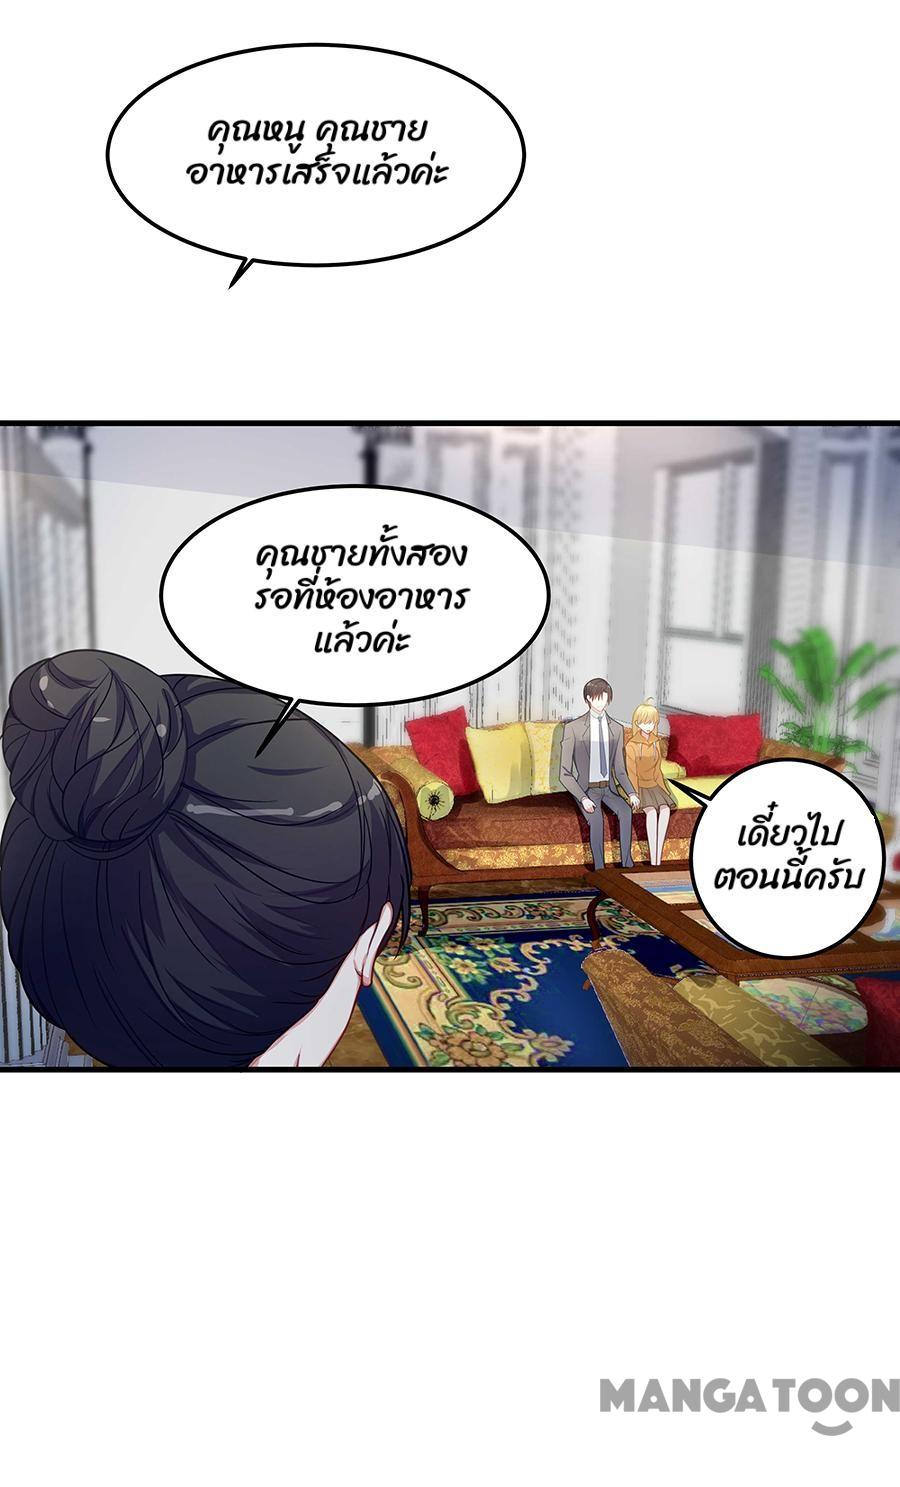 คุณหนู คุณชาย
อาหารเสร็จแล้วค่ะ
คุณชายทั้งสอง
รอที่ห้องอาหาร
แล้วค่ะ
เดี๋ยวไป
ตอนนี้ครับ
MANGATOON